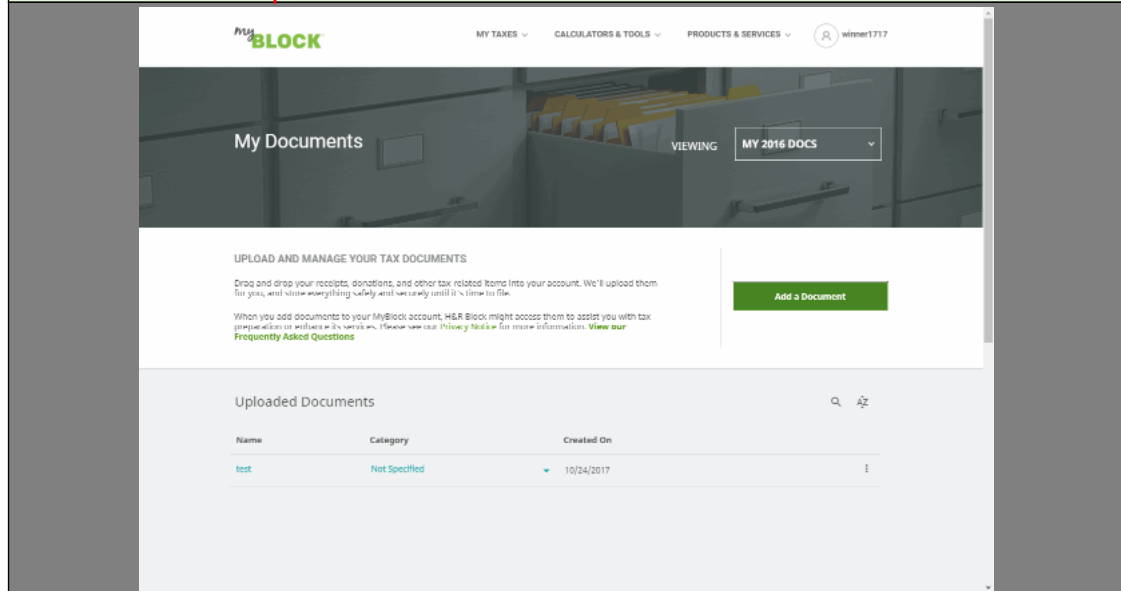 myBLOCK
MY TAXES
CALCULATORS & TOOLS
PRODUCTS & SERVICES
winner1717
My Documents
VIEWING
MY 2016 DOCS
UPLOAD AND MANAGE YOUR TAX DOCUMENTS
Drag and drop your receipts, donations, and other tax related items into your account. We'll upload them
for you, and store everything safely and securely until it's time to file.
When you add documents to your MyBlock account, H&R Block might access them to assist you with tax
preparation or enhance its services. Please see our Privacy Notice for more information. View our
Frequently Asked Questions
Add a Document
Uploaded Documents
AZ
Name
Category
Created On
test
Not Specified
10/24/2017